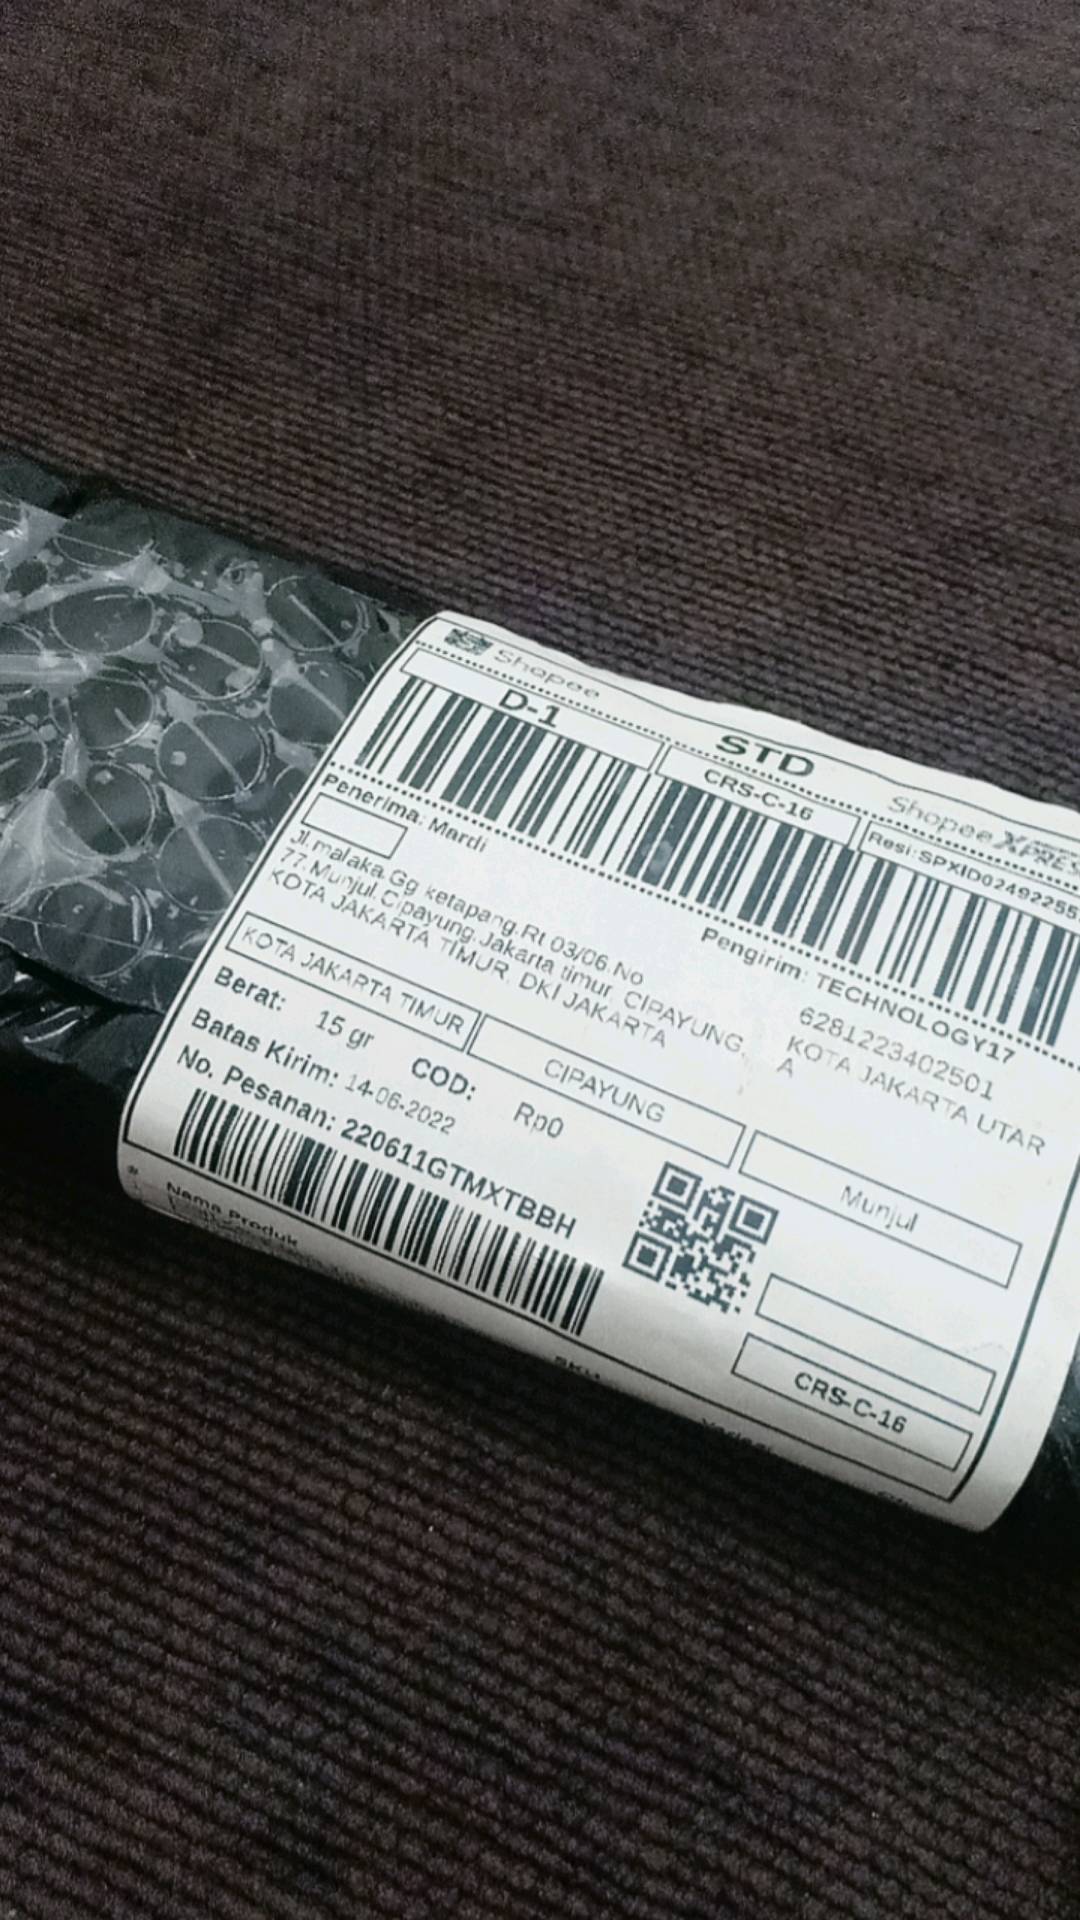 Shopee
STD
Shopee XPRESS
D-1
CRS-C-16
Resi: SPXID02492255
Penerima: Mardi
Jl.malaka.Gg ketapang.Rt 03/06.No
77.Munjul.Cipayung.Jakarta timur, CIPAYUNG,
KOTA JAKARTA TIMUR, DKI JAKARTA
Pengirim: TECHNOLOGY17
6281223402501
KOTA JAKARTA UTAR
A
KOTA JAKARTA TIMUR
CIPAYUNG
Munjul
Berat: 15 gr
COD: Rp0
Batas Kirim: 14-06-2022
No. Pesanan: 220611GTMXTBBH
CRS-C-16
# Nama Produk
SKU
Variasi